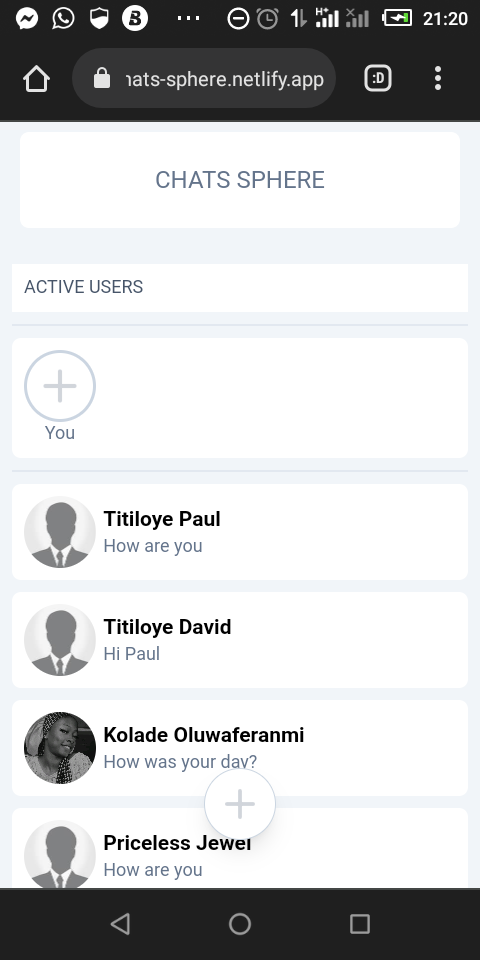 21:20
hats-sphere.netlify.app
:D
CHATS SPHERE
ACTIVE USERS
You
Titiloye Paul
How are you
Titiloye David
Hi Paul
Kolade Oluwaferanmi
How was your day?
Priceless Jewel
How are you